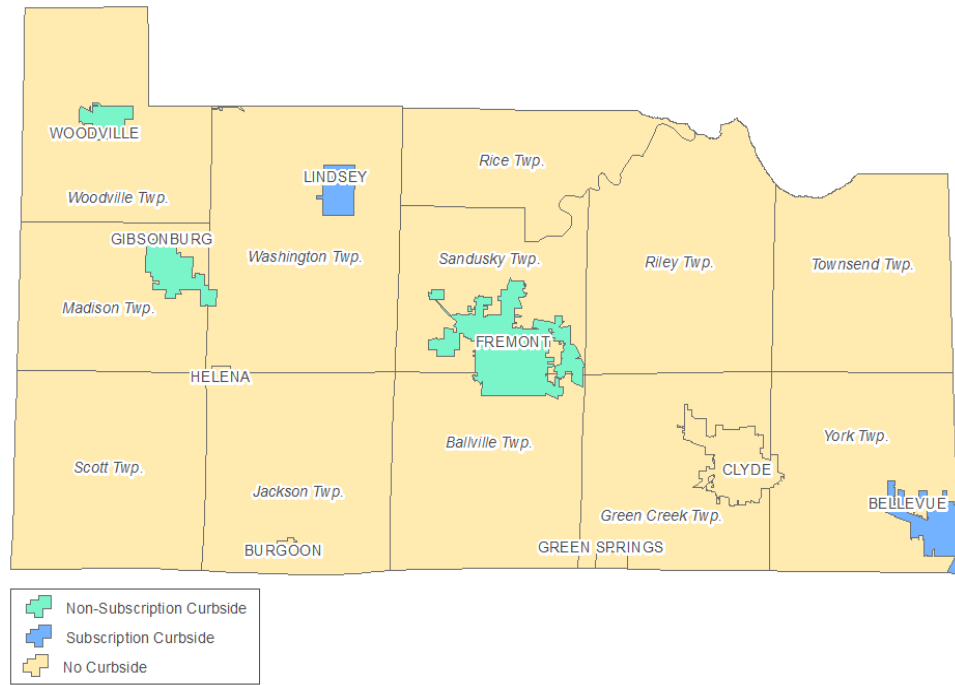 WOODVILLE
Rice Twp.
LINDSEY
Woodville Twp.
GIBSONBURG
Washington Twp.
Sandusky Twp.
Riley Twp.
Townsend Twp.
Madison Twp.
FREMONT
HELENA
Ballville Twp.
York Twp.
Scott Twp.
CLYDE
Jackson Twp.
BELLEVUE
Green Creek Twp.
BURGOON
GREEN SPRINGS
Non-Subscription Curbside
Subscription Curbside
No Curbside